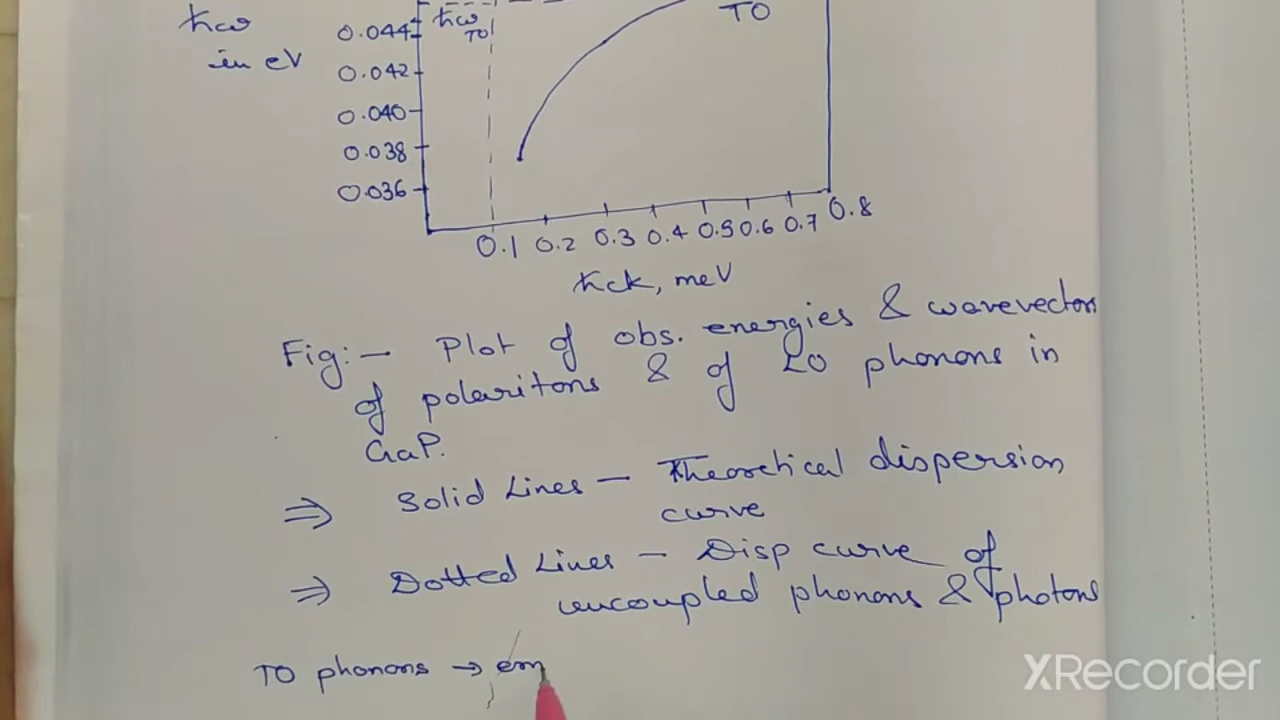 ħω
in eV
ħω TO
TO
0.044
0.042
0.040
0.038
0.036
0.1 0.2 0.3 0.4 0.5 0.6 0.7 0.8
ħck, meV
Fig:- Plot of obs. energies & wavevectors
of polaritons & of LO phonons in
GaP.
⇒ Solid Lines - Theoretical dispersion
curve
⇒ Dotted Lines - Disp curve of
uncoupled phonons & photons
TO phonons → em
XRecorder